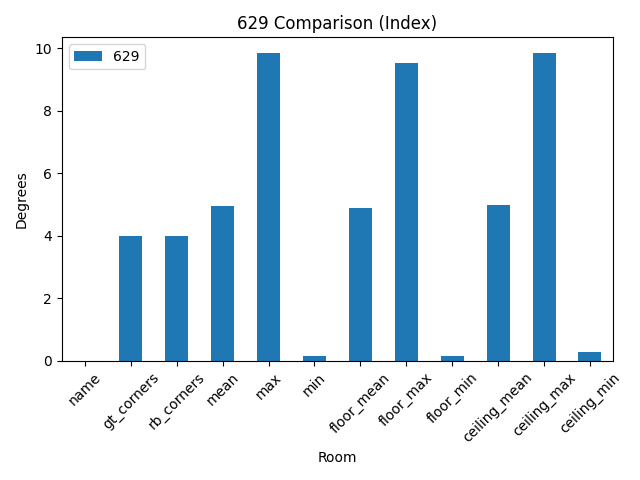 629 Comparison (Index)
629
Degrees
10
8
6
4
2
0
name
gt_corners
rb_corners
mean
max
min
floor_mean
floor_max
floor_min
ceiling_mean
ceiling_max
ceiling_min
Room